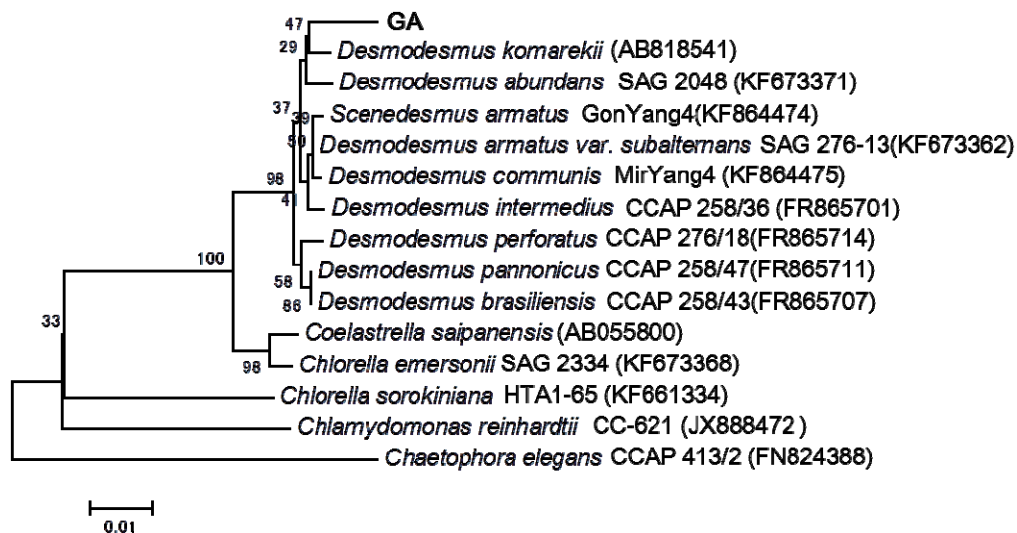 47
GA
29
Desmodesmus komarekii (AB818541)
Desmodesmus abundans SAG 2048 (KF673371)
37
39
Scenedesmus armatus GonYang4(KF864474)
50
Desmodesmus armatus var. subalternans SAG 276-13(KF673362)
98
Desmodesmus communis MirYang4 (KF864475)
41
Desmodesmus intermedius CCAP 258/36 (FR865701)
Desmodesmus perforatus CCAP 276/18(FR865714)
100
Desmodesmus pannonicus CCAP 258/47(FR865711)
58
86
Desmodesmus brasiliensis CCAP 258/43(FR865707)
33
Coelastrella saipanensis (AB055800)
98
Chlorella emersonii SAG 2334 (KF673368)
Chlorella sorokiniana HTA1-65 (KF661334)
Chlamydomonas reinhardtii CC-621 (JX888472)
Chaetophora elegans CCAP 413/2 (FN824388)
0.01